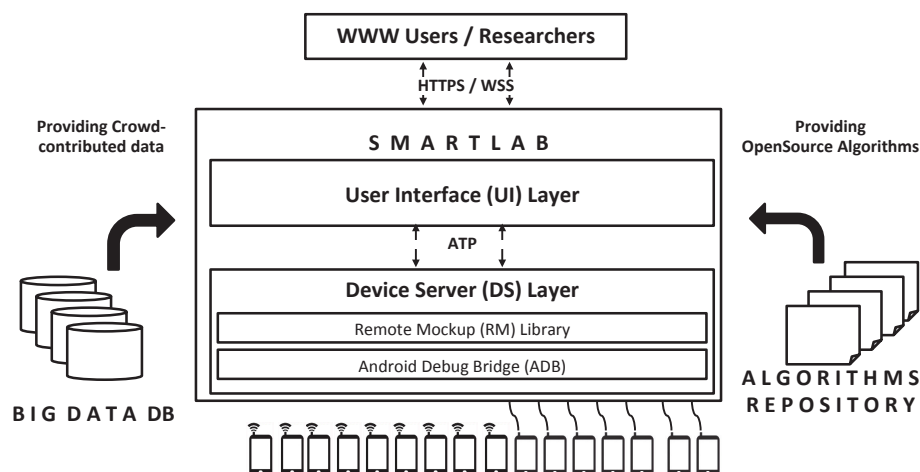 WWW Users / Researchers
HTTPS / WSS
Providing Crowd-
contributed data
Providing
OpenSource Algorithms
S M A R T L A B
User Interface (UI) Layer
ATP
Device Server (DS) Layer
Remote Mockup (RM) Library
Android Debug Bridge (ADB)
B I G D A T A DB
A L G O R I T H M S
R E P O S I T O R Y